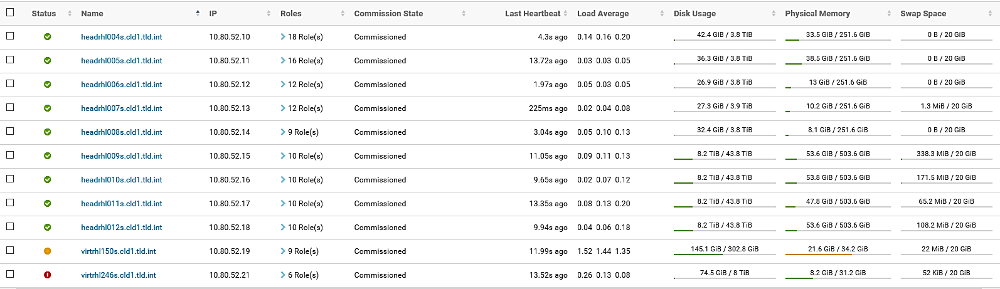 Status Name IP Roles Commission State Last Heartbeat Load Average Disk Usage Physical Memory Swap Space
headrhl004s.cld1.tld.int 10.80.52.10 18 Role(s) Commissioned 4.3s ago 0.14 0.16 0.20 42.4 GiB / 3.8 TiB 33.5 GiB / 251.6 GiB 0 B / 20 GiB
headrhl005s.cld1.tld.int 10.80.52.11 16 Role(s) Commissioned 13.72s ago 0.03 0.03 0.05 36.3 GiB / 3.8 TiB 38.5 GiB / 251.6 GiB 0 B / 20 GiB
headrhl006s.cld1.tld.int 10.80.52.12 12 Role(s) Commissioned 1.97s ago 0.05 0.03 0.05 26.9 GiB / 3.8 TiB 13 GiB / 251.6 GiB 0 B / 20 GiB
headrhl007s.cld1.tld.int 10.80.52.13 12 Role(s) Commissioned 225ms ago 0.02 0.04 0.08 27.3 GiB / 3.9 TiB 10.2 GiB / 251.6 GiB 1.3 MiB / 20 GiB
headrhl008s.cld1.tld.int 10.80.52.14 9 Role(s) Commissioned 3.04s ago 0.05 0.10 0.13 32.4 GiB / 3.8 TiB 8.1 GiB / 251.6 GiB 0 B / 20 GiB
headrhl009s.cld1.tld.int 10.80.52.15 10 Role(s) Commissioned 11.05s ago 0.09 0.11 0.13 8.2 TiB / 43.8 TiB 53.6 GiB / 503.6 GiB 338.3 MiB / 20 GiB
headrhl010s.cld1.tld.int 10.80.52.16 10 Role(s) Commissioned 9.65s ago 0.02 0.07 0.12 8.2 TiB / 43.8 TiB 53.8 GiB / 503.6 GiB 171.5 MiB / 20 GiB
headrhl011s.cld1.tld.int 10.80.52.17 10 Role(s) Commissioned 13.35s ago 0.08 0.13 0.20 8.2 TiB / 43.8 TiB 47.8 GiB / 503.6 GiB 65.2 MiB / 20 GiB
headrhl012s.cld1.tld.int 10.80.52.18 10 Role(s) Commissioned 9.94s ago 0.04 0.06 0.18 8.2 TiB / 43.8 TiB 53.6 GiB / 503.6 GiB 108.2 MiB / 20 GiB
virtrhl150s.cld1.tld.int 10.80.52.19 9 Role(s) Commissioned 11.99s ago 1.52 1.44 1.35 145.1 GiB / 302.8 GiB 21.6 GiB / 34.2 GiB 22 MiB / 20 GiB
virtrhl246s.cld1.tld.int 10.80.52.21 6 Role(s) Commissioned 13.52s ago 0.26 0.13 0.08 74.5 GiB / 8 TiB 8.2 GiB / 31.2 GiB 52 KiB / 20 GiB